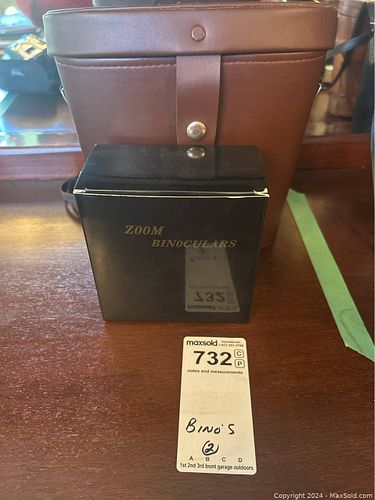 ZOOM
BINOCULARS
732
maxsold
732 C
P
notes and measurements
BINO'S
2
A B C D
1st 2nd 3rd bsmt garage outdoors
Copyright 2024 - MaxSold.com